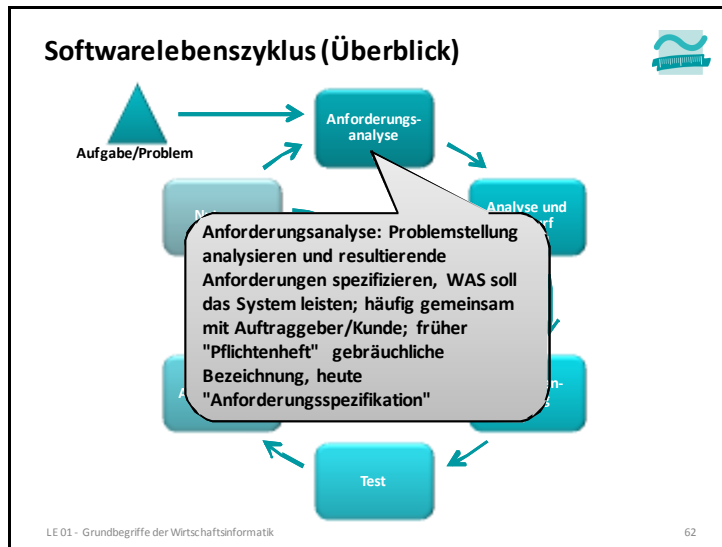 Softwarelebenszyklus (Überblick)
Anforderungs-
analyse
Aufgabe/Problem
Analyse und
Anforderungsanalyse: Problemstellung
analysieren und resultierende
Anforderungen spezifizieren, WAS soll
das System leisten; häufig gemeinsam
mit Auftraggeber/Kunde; früher
"Pflichtenheft" gebräuchliche
Bezeichnung, heute
"Anforderungsspezifikation"
Test
LE 01 - Grundbegriffe der Wirtschaftsinformatik
62